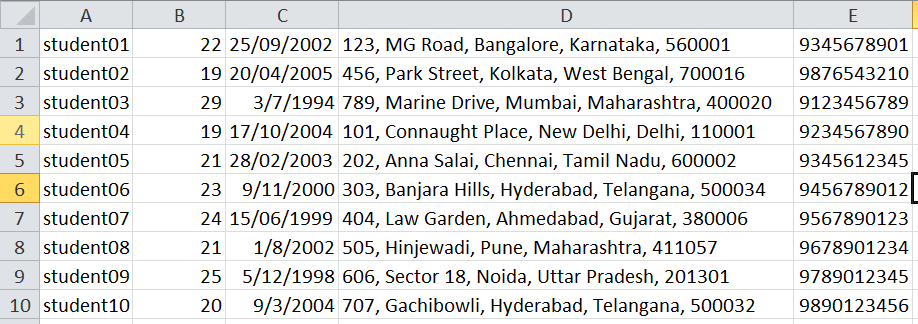 A B C D E
1 student01 22 25/09/2002 123, MG Road, Bangalore, Karnataka, 560001 9345678901
2 student02 19 20/04/2005 456, Park Street, Kolkata, West Bengal, 700016 9876543210
3 student03 29 3/7/1994 789, Marine Drive, Mumbai, Maharashtra, 400020 9123456789
4 student04 19 17/10/2004 101, Connaught Place, New Delhi, Delhi, 110001 9234567890
5 student05 21 28/02/2003 202, Anna Salai, Chennai, Tamil Nadu, 600002 9345612345
6 student06 23 9/11/2000 303, Banjara Hills, Hyderabad, Telangana, 500034 9456789012
7 student07 24 15/06/1999 404, Law Garden, Ahmedabad, Gujarat, 380006 9567890123
8 student08 21 1/8/2002 505, Hinjewadi, Pune, Maharashtra, 411057 9678901234
9 student09 25 5/12/1998 606, Sector 18, Noida, Uttar Pradesh, 201301 9789012345
10 student10 20 9/3/2004 707, Gachibowli, Hyderabad, Telangana, 500032 9890123456